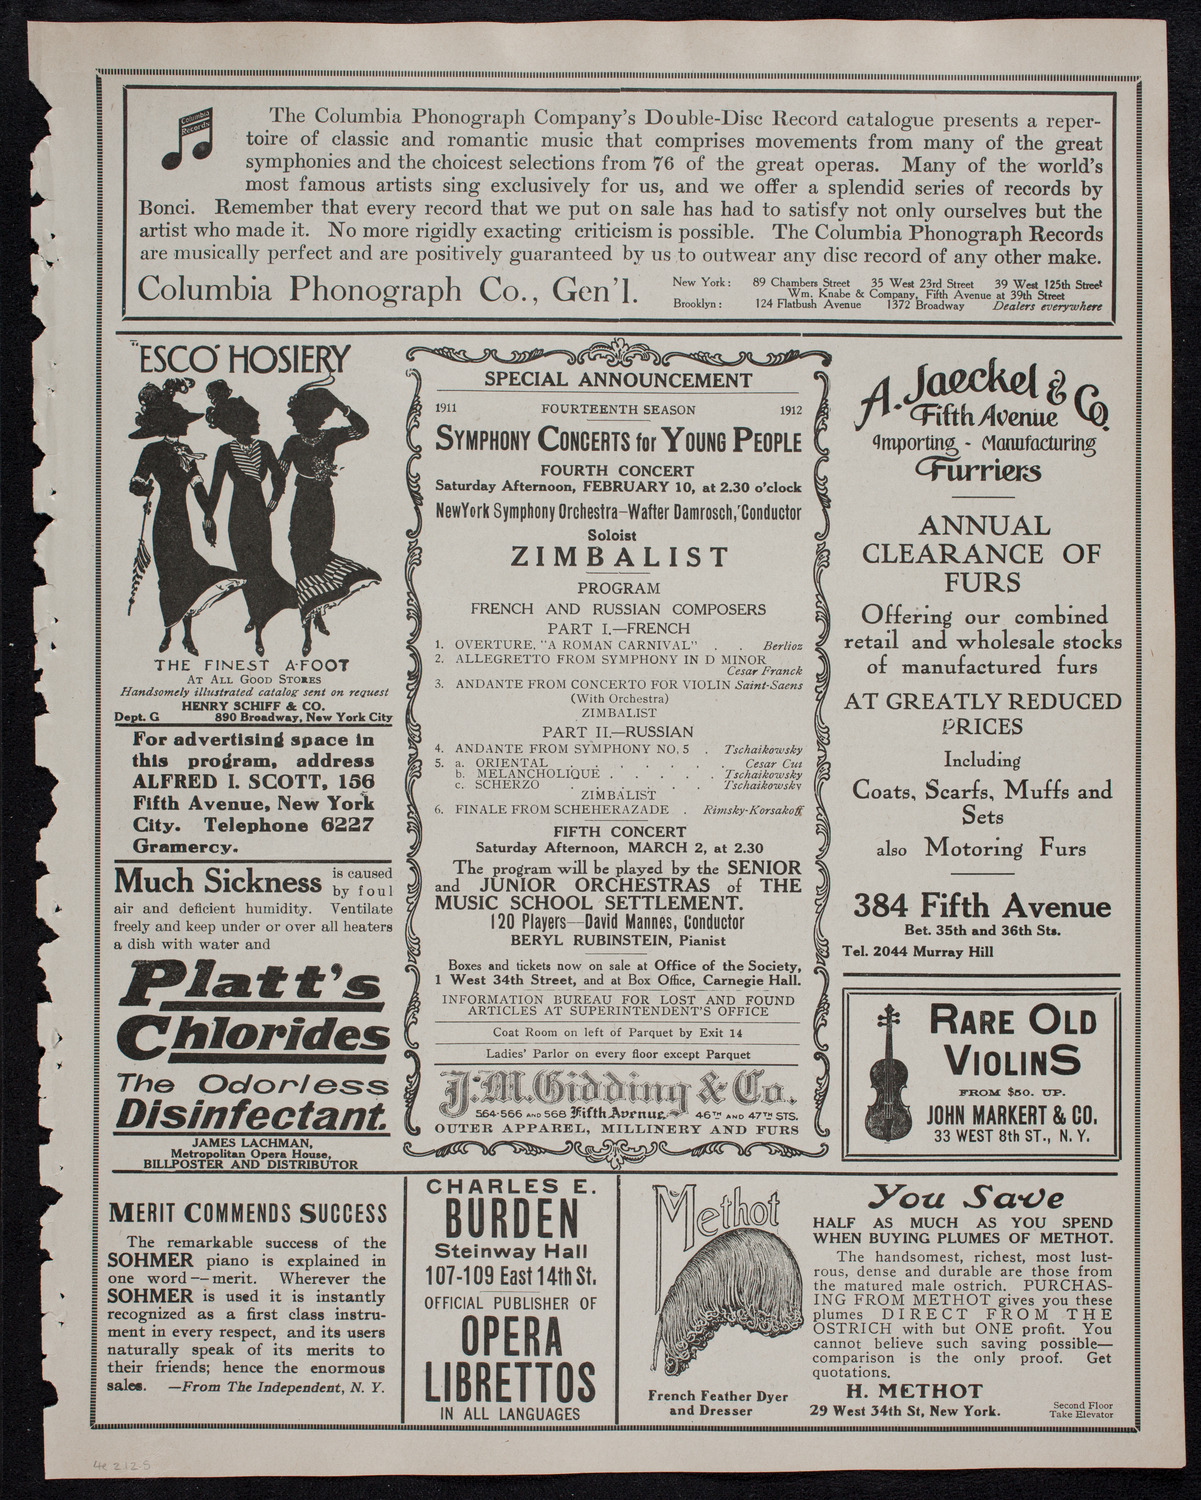 Columbia
Records
The Columbia Phonograph Company's Double-Disc Record catalogue presents a reper-
toire of classic and romantic music that comprises movements from many of the great
symphonies and the choicest selections from 76 of the great operas. Many of the world's
most famous artists sing exclusively for us, and we offer a splendid series of records by
Bonci. Remember that every record that we put on sale has had to satisfy not only ourselves but the
artist who made it. No more rigidly exacting criticism is possible. The Columbia Phonograph Records
are musically perfect and are positively guaranteed by us to outwear any disc record of any other make.
Columbia Phonograph Co., Gen'l.
New York: 89 Chambers Street 35 West 23rd Street 39 West 125th Street
Wm. Knabe & Company, Fifth Avenue at 39th Street
Brooklyn: 124 Flatbush Avenue 1372 Broadway Dealers everywhere
"ESCO" HOSIERY
THE FINEST A-FOOT
AT ALL GOOD STORES
Handsomely illustrated catalog sent on request
HENRY SCHIFF & CO.
Dept. G 890 Broadway, New York City
For advertising space in
this program, address
ALFRED I. SCOTT, 156
Fifth Avenue, New York
City. Telephone 6227
Gramercy.
Much Sickness is caused
by foul
air and deficient humidity. Ventilate
freely and keep under or over all heaters
a dish with water and
Platt's
Chlorides
The Odorless
Disinfectant.
JAMES LACHMAN,
Metropolitan Opera House,
BILLPOSTER AND DISTRIBUTOR
SPECIAL ANNOUNCEMENT
1911 FOURTEENTH SEASON 1912
SYMPHONY CONCERTS for YOUNG PEOPLE
FOURTH CONCERT
Saturday Afternoon, FEBRUARY 10, at 2.30 o'clock
NewYork Symphony Orchestra—Walter Damrosch, Conductor
Soloist
ZIMBALIST
PROGRAM
FRENCH AND RUSSIAN COMPOSERS
PART I.—FRENCH
1. OVERTURE, "A ROMAN CARNIVAL" . . Berlioz
2. ALLEGRETTO FROM SYMPHONY IN D MINOR
Cesar Franck
3. ANDANTE FROM CONCERTO FOR VIOLIN Saint-Saens
(With Orchestra)
ZIMBALIST
PART II.—RUSSIAN
4. ANDANTE FROM SYMPHONY NO. 5 . Tschaikowsky
5. a. ORIENTAL . . . . . . . Cesar Cui
b. MELANCHOLIQUE . . . . . Tschaikowsky
c. SCHERZO . . . . . . Tschaikowsky
ZIMBALIST
6. FINALE FROM SCHEHERAZADE . Rimsky-Korsakoff
FIFTH CONCERT
Saturday Afternoon, MARCH 2, at 2.30
The program will be played by the SENIOR
and JUNIOR ORCHESTRAS of THE
MUSIC SCHOOL SETTLEMENT.
120 Players—David Mannes, Conductor
BERYL RUBINSTEIN, Pianist
Boxes and tickets now on sale at Office of the Society,
1 West 34th Street, and at Box Office, Carnegie Hall.
INFORMATION BUREAU FOR LOST AND FOUND
ARTICLES AT SUPERINTENDENT'S OFFICE
Coat Room on left of Parquet by Exit 14
Ladies' Parlor on every floor except Parquet
J.M. Gidding & Co.
564-566 AND 568 Fifth Avenue 46TH AND 47TH STS.
OUTER APPAREL, MILLINERY AND FURS
A. Jaeckel & Co.
Fifth Avenue
Importing - Manufacturing
Furriers
ANNUAL
CLEARANCE OF
FURS
Offering our combined
retail and wholesale stocks
of manufactured furs
AT GREATLY REDUCED
PRICES
Including
Coats, Scarfs, Muffs and
Sets
also Motoring Furs
384 Fifth Avenue
Bet. 35th and 36th Sts.
Tel. 2044 Murray Hill
RARE OLD
VIOLINS
FROM $50. UP.
JOHN MARKERT & CO.
33 WEST 8th ST., N. Y.
MERIT COMMENDS SUCCESS
The remarkable success of the
SOHMER piano is explained in
one word—merit. Wherever the
SOHMER is used it is instantly
recognized as a first class instru-
ment in every respect, and its users
naturally speak of its merits to
their friends; hence the enormous
sales. —From The Independent, N. Y.
CHARLES E.
BURDEN
Steinway Hall
107-109 East 14th St.
OFFICIAL PUBLISHER OF
OPERA
LIBRETTOS
IN ALL LANGUAGES
Methot
French Feather Dyer
and Dresser
You Save
HALF AS MUCH AS YOU SPEND
WHEN BUYING PLUMES OF METHOT.
The handsomest, richest, most lust-
rous, dense and durable are those from
the matured male ostrich. PURCHAS-
ING FROM METHOT gives you these
plumes DIRECT FROM THE
OSTRICH with but ONE profit. You
cannot believe such saving possible—
comparison is the only proof. Get
quotations.
H. METHOT
29 West 34th St, New York.
Second Floor
Take Elevator